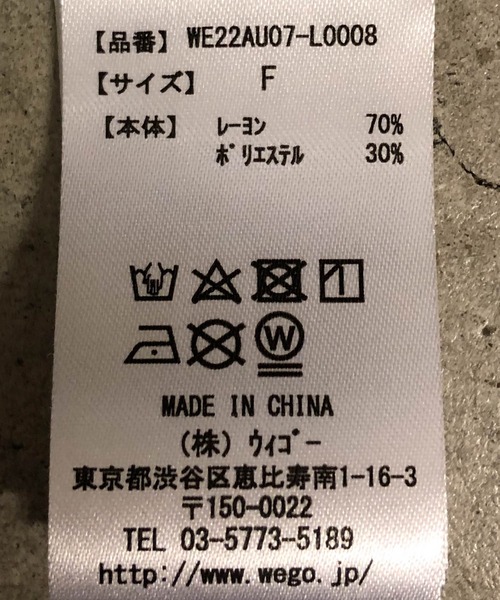 【品番】 WE22AU07-L0008
【サイズ】 F
【本体】 レーヨン 70%
ポリエステル 30%
W
MADE IN CHINA
(株) ウィゴー
東京都渋谷区恵比寿南1-16-3
〒150-0022
TEL 03-5773-5189
http://www.wego.jp/